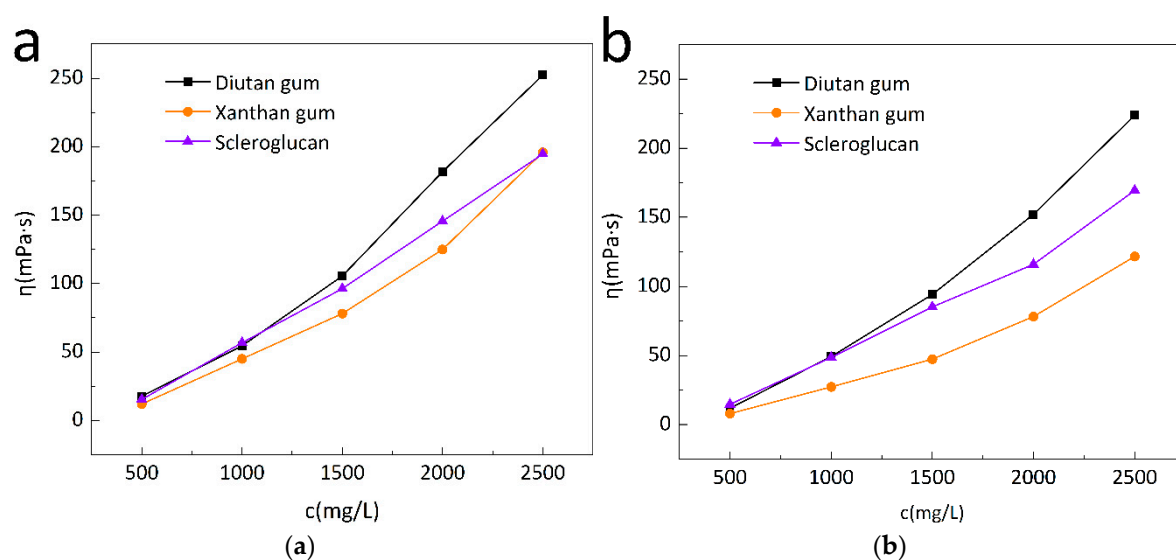 a
250
200
150
100
50
0
η(mPa·s)
Diutan gum
Xanthan gum
Scleroglucan
500 1000 1500 2000 2500
c(mg/L)
(a)
b
250
200
150
100
50
0
η(mPa·s)
Diutan gum
Xanthan gum
Scleroglucan
500 1000 1500 2000 2500
c(mg/L)
(b)